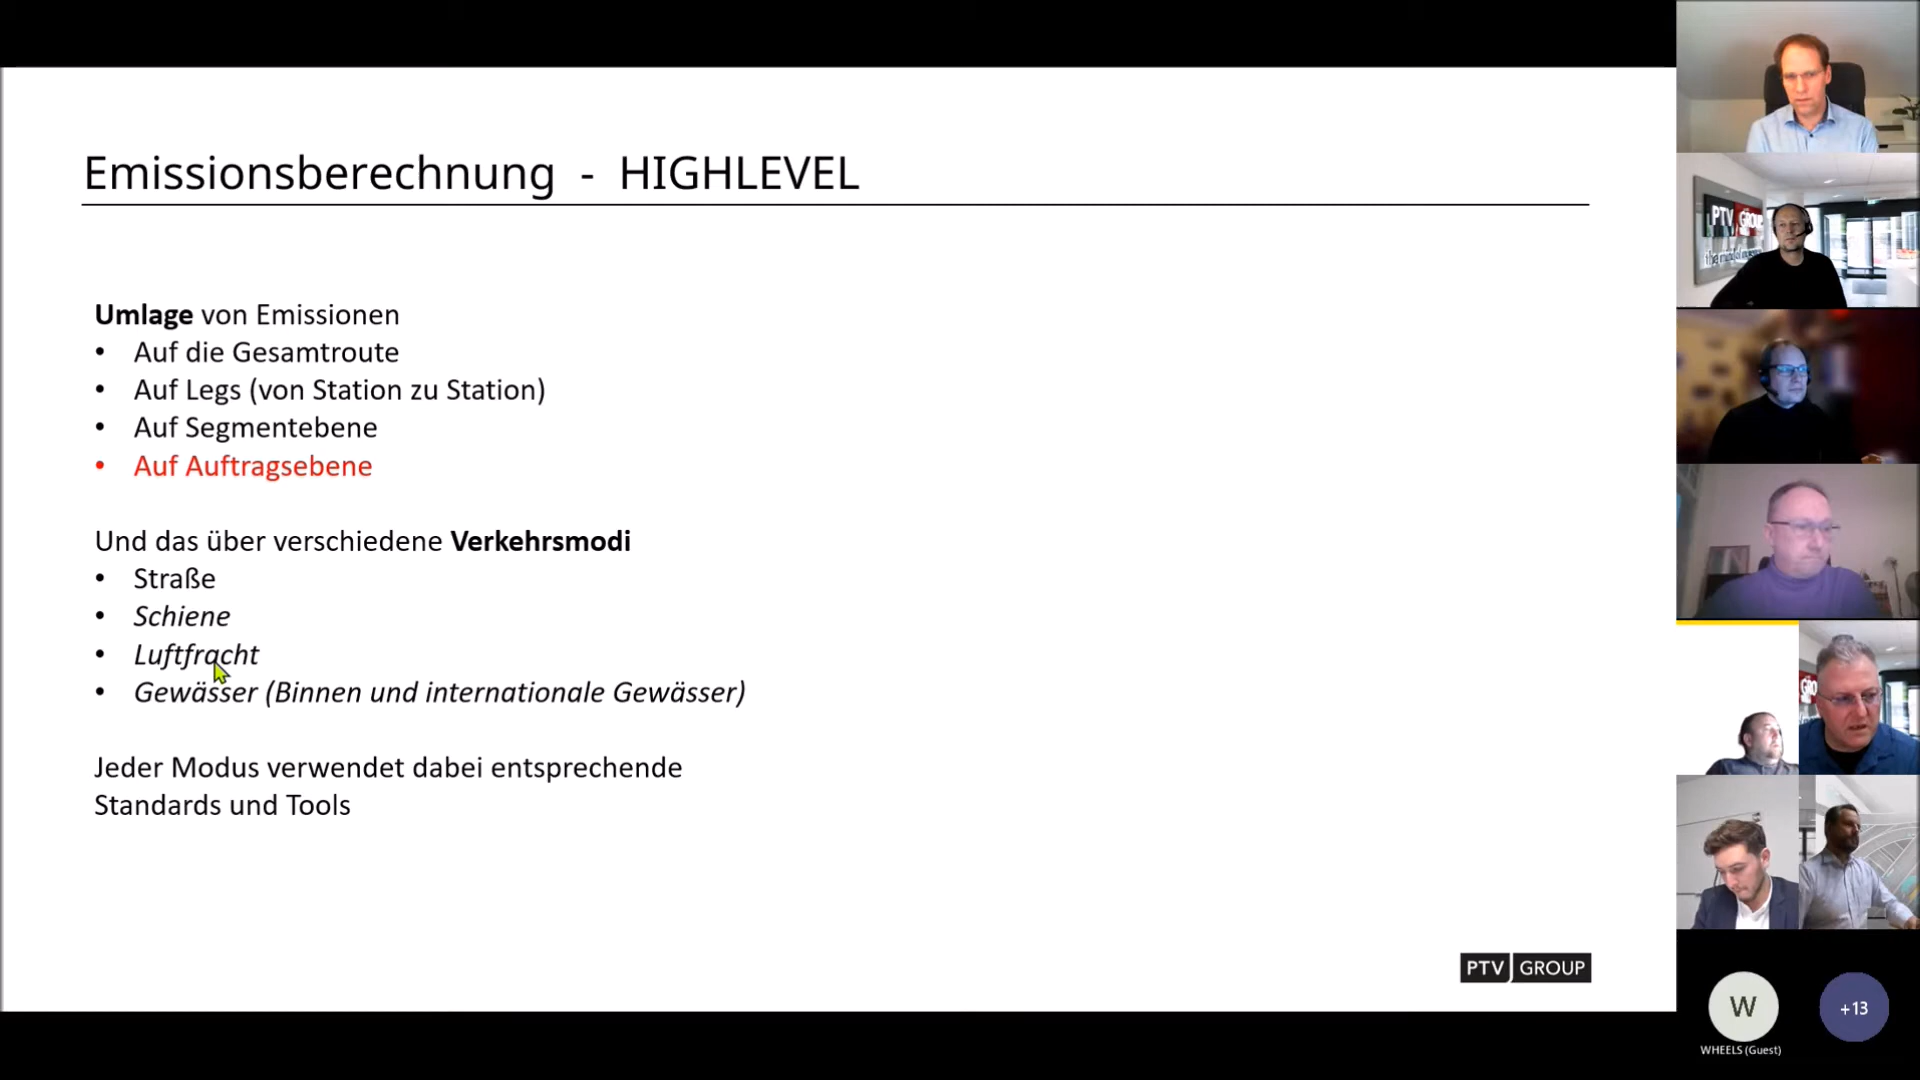 Emissionsberechnung - HIGHLEVEL
Umlage von Emissionen
• Auf die Gesamtroute
• Auf Legs (von Station zu Station)
• Auf Segmentebene
• Auf Auftragsebene
Und das über verschiedene Verkehrsmodi
• Straße
• Schiene
• Luftfracht
• Gewässer (Binnen und internationale Gewässer)
Jeder Modus verwendet dabei entsprechende
Standards und Tools
PTV GROUP
PTV GROUP
W
+13
WHEELS (Guest)